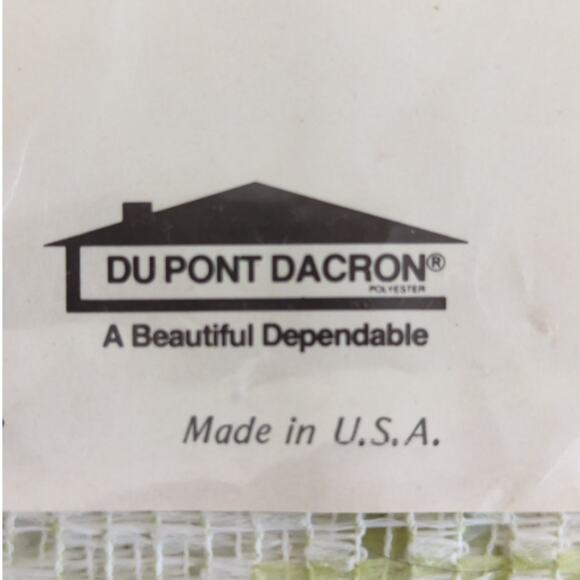 DU PONT DACRON®
POLYESTER
A Beautiful Dependable
Made in U.S.A.